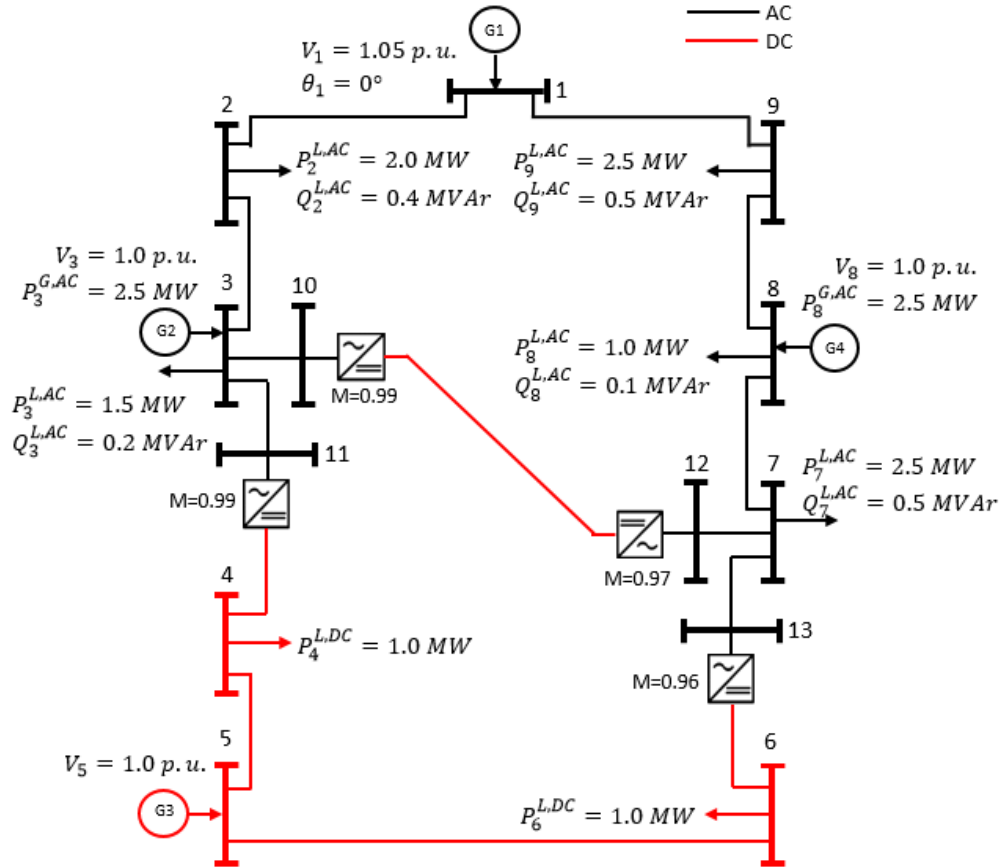 G1
AC
DC
V₁ = 1.05 p.u.
θ₁ = 0°
1
2
9
P₂^{L,AC} = 2.0 MW
Q₂^{L,AC} = 0.4 MVAr
P₉^{L,AC} = 2.5 MW
Q₉^{L,AC} = 0.5 MVAr
V₃ = 1.0 p.u.
P₃^{G,AC} = 2.5 MW
3
10
G2
M=0.99
P₃^{L,AC} = 1.5 MW
Q₃^{L,AC} = 0.2 MVAr
11
M=0.99
V₈ = 1.0 p.u.
P₈^{G,AC} = 2.5 MW
8
G4
P₈^{L,AC} = 1.0 MW
Q₈^{L,AC} = 0.1 MVAr
12
7
P₇^{L,AC} = 2.5 MW
Q₇^{L,AC} = 0.5 MVAr
M=0.97
13
M=0.96
4
P₄^{L,DC} = 1.0 MW
5
V₅ = 1.0 p.u.
G3
6
P₆^{L,DC} = 1.0 MW